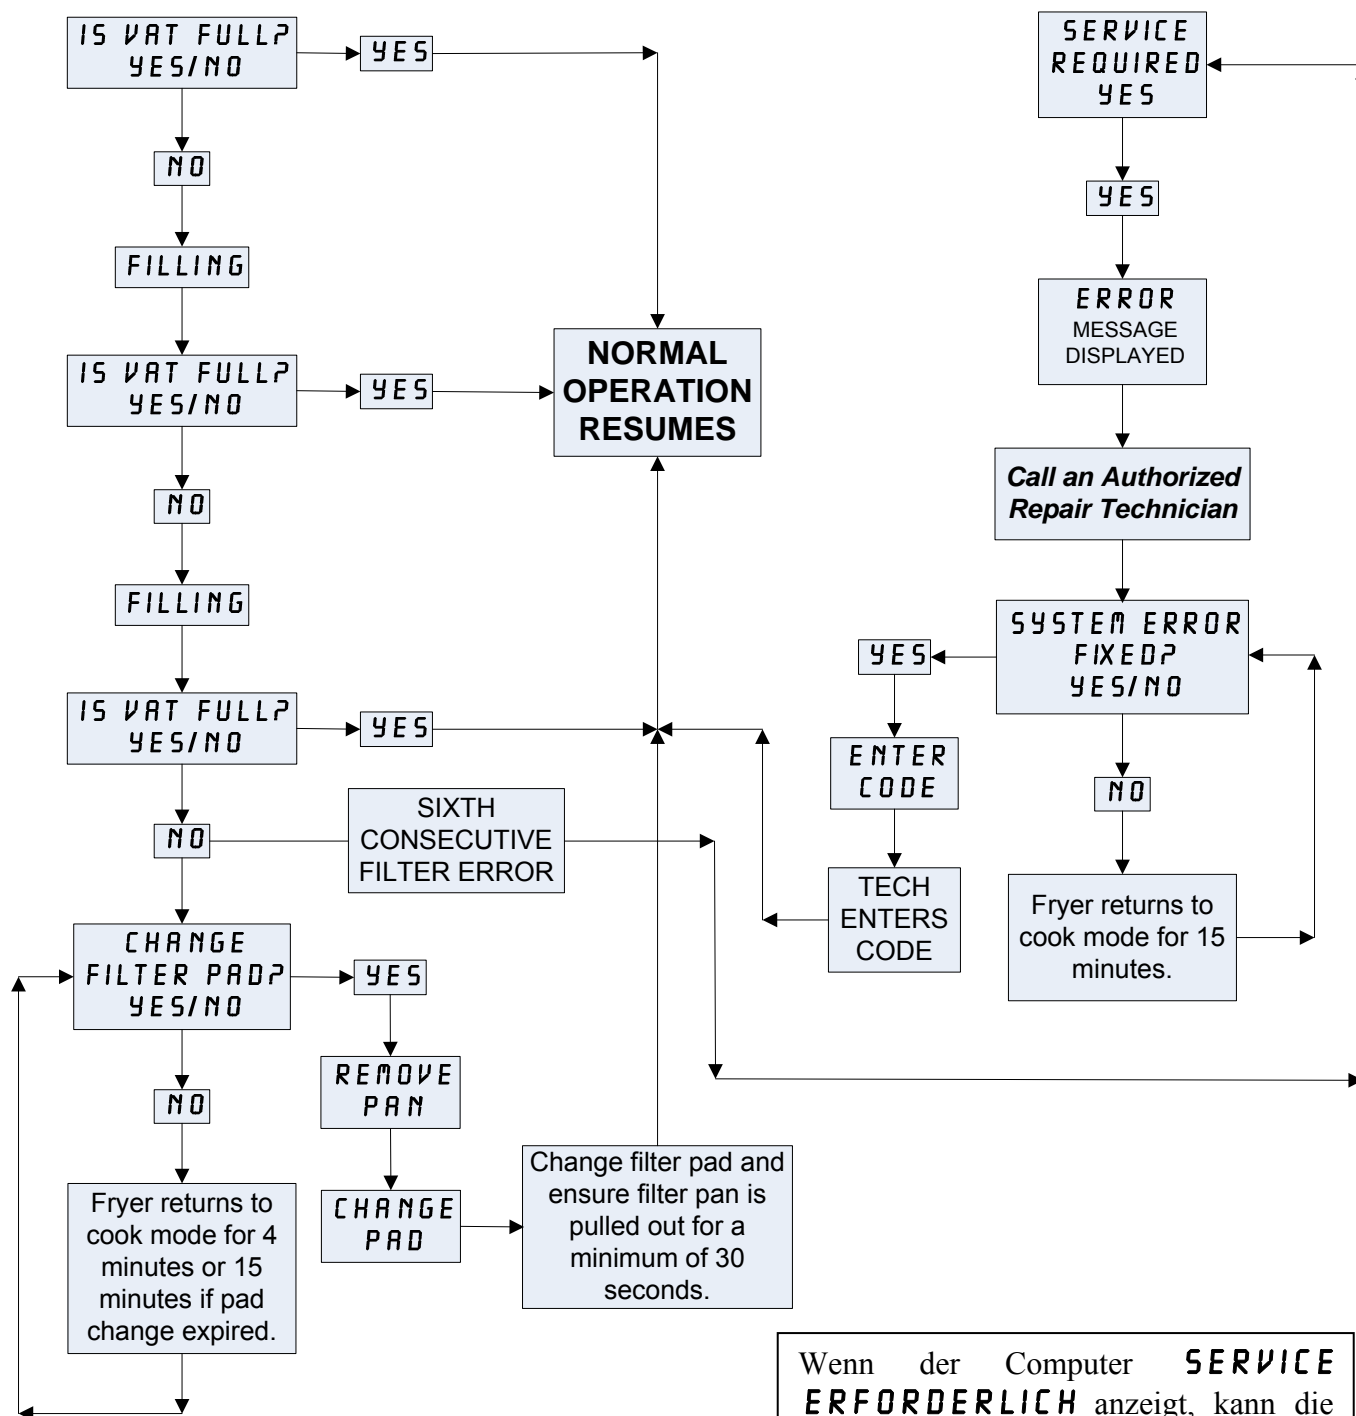 IS VAT FULL?
YES/NO
YES
NO
FILLING
IS VAT FULL?
YES/NO
YES
NO
FILLING
IS VAT FULL?
YES/NO
YES
NO
SIXTH
CONSECUTIVE
FILTER ERROR
CHANGE
FILTER PAD?
YES/NO
YES
REMOVE
PAN
CHANGE
PAD
NO
Fryer returns to
cook mode for 4
minutes or 15
minutes if pad
change expired.
Change filter pad and
ensure filter pan is
pulled out for a
minimum of 30
seconds.
NORMAL
OPERATION
RESUMES
SERVICE
REQUIRED
YES
YES
ERROR
MESSAGE
DISPLAYED
Call an Authorized
Repair Technician
SYSTEM ERROR
FIXED?
YES/NO
YES
ENTER
CODE
TECH
ENTERS
CODE
NO
Fryer returns to
cook mode for 15
minutes.
Wenn der Computer SERVICE
ERFORDERLICH anzeigt, kann die